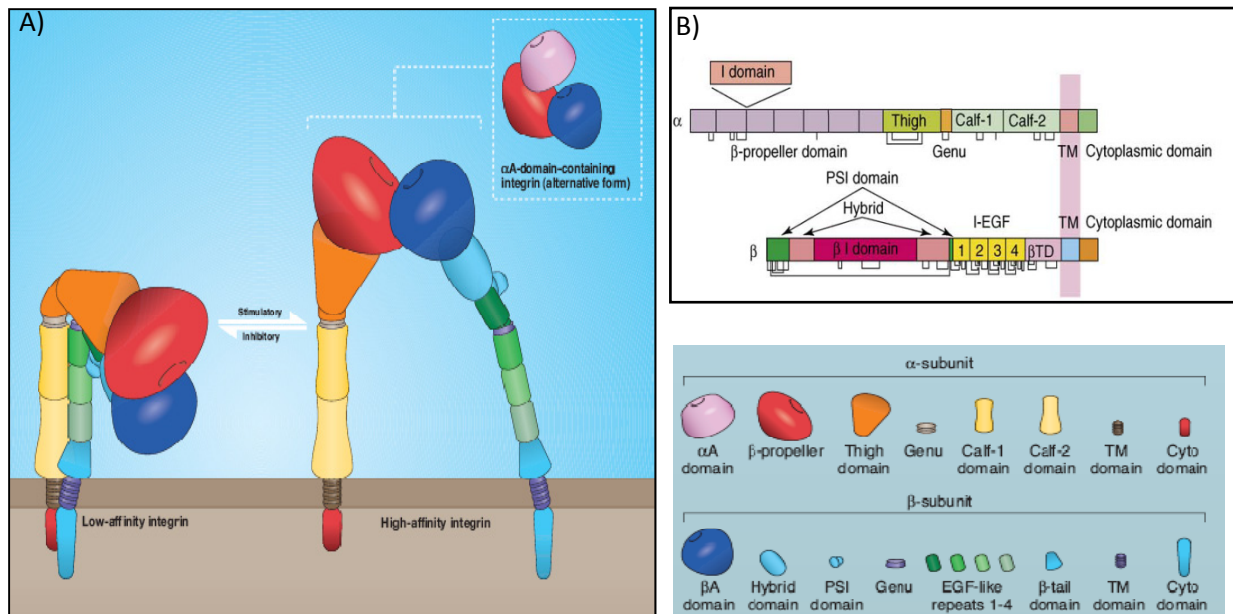 A)
αA-domain–containing
integrin (alternative form)
Stimulatory
Inhibitory
Low-affinity integrin
High-affinity integrin
B)
I domain
α
Thigh
Calf-1
Calf-2
β-propeller domain
Genu
TM
Cytoplasmic domain
PSI domain
Hybrid
I-EGF
TM
Cytoplasmic domain
β
β I domain
1
2
3
4
βTD
α-subunit
αA
domain
β-propeller
Thigh
domain
Genu
Calf-1
domain
Calf-2
domain
TM
domain
Cyto
domain
β-subunit
βA
domain
Hybrid
domain
PSI
domain
Genu
EGF-like
repeats 1-4
β-tail
domain
TM
domain
Cyto
domain